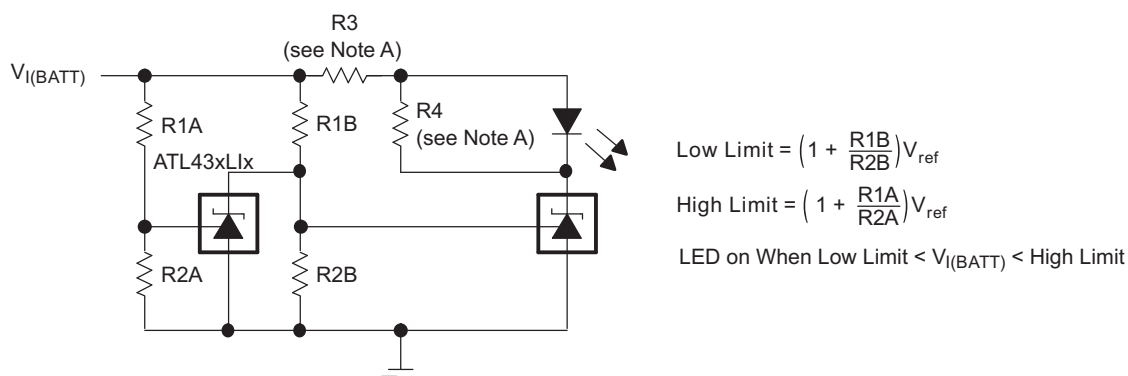 R3
(see Note A)
V_I(BATT)
R1A
R1B
R4
(see Note A)
ATL43xLIx
R2A
R2B
Low Limit = ( 1 + R1B/R2B ) V_ref
High Limit = ( 1 + R1A/R2A ) V_ref
LED on When Low Limit < V_I(BATT) < High Limit